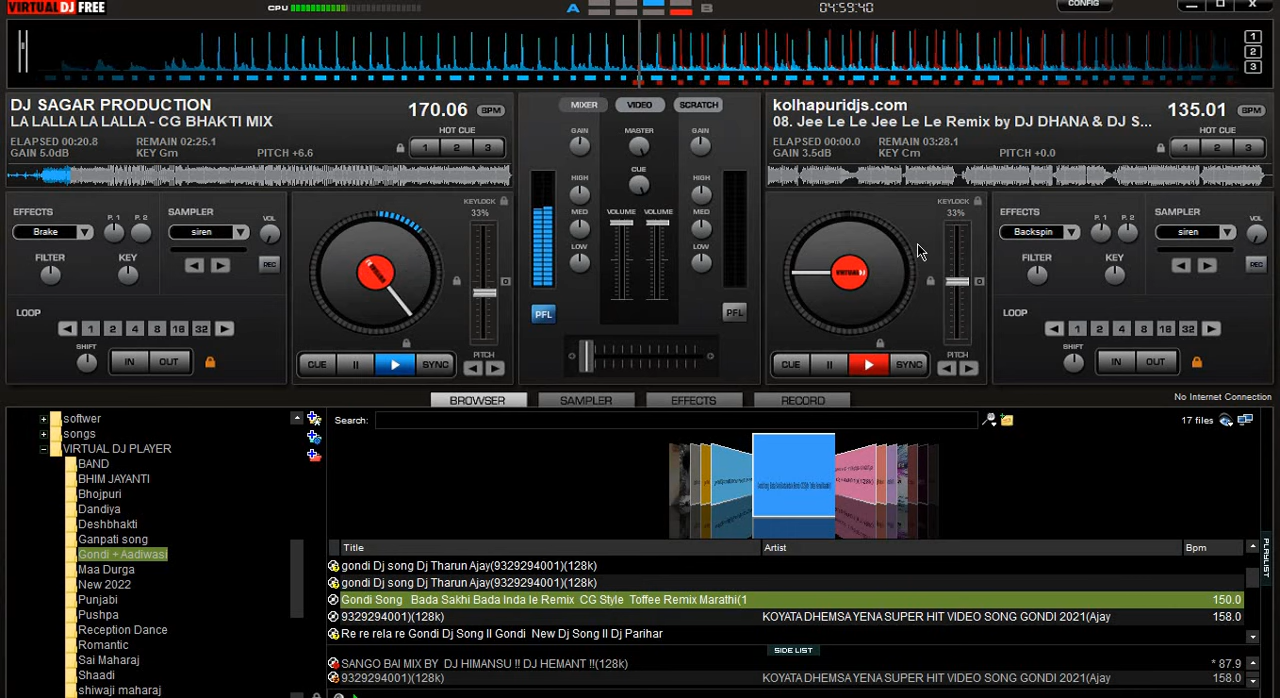 VIRTUALDJ FREE
CPU
A
B
04:59:40
CONFIG
1
2
3
DJ SAGAR PRODUCTION
170.06 BPM
LA LALLA LA LALLA - CG BHAKTI MIX
HOT CUE
ELAPSED 00:20.8 REMAIN 02:25.1
1 2 3
GAIN 5.0dB KEY Gm PITCH +6.6
MIXER VIDEO SCRATCH
GAIN MASTER GAIN
CUE
HIGH HIGH
MED VOLUME VOLUME MED
LOW LOW
PFL PFL
kolhapuridjs.com
135.01 BPM
08. Jee Le Le Jee Le Le Remix by DJ DHANA & DJ S...
HOT CUE
ELAPSED 00:00.0 REMAIN 03:28.1
1 2 3
GAIN 3.5dB KEY Cm PITCH +0.0
EFFECTS P. 1 P. 2 SAMPLER VOL
Brake siren
FILTER KEY REC
LOOP
1 2 4 8 16 32
SHIFT
IN OUT
KEYLOCK
33%
CUE SYNC PITCH
KEYLOCK
33%
VIRTUALDJ
CUE SYNC PITCH
EFFECTS P. 1 P. 2 SAMPLER VOL
Backspin siren
FILTER KEY REC
LOOP
1 2 4 8 16 32
SHIFT
IN OUT
BROWSER SAMPLER EFFECTS RECORD
No Internet Connection
softwer
songs
VIRTUAL DJ PLAYER
BAND
BHIM JAYANTI
Bhojpuri
Dandiya
Deshbhakti
Ganpati song
Gondi + Aadiwasi
Maa Durga
New 2022
Punjabi
Pushpa
Reception Dance
Romantic
Sai Maharaj
Shaadi
shiwaji maharaj
Search:
17 files
Title Artist Bpm
gondi Dj song Dj Tharun Ajay(9329294001)(128k)
gondi Dj song Dj Tharun Ajay(9329294001)(128k)
Gondi Song Bada Sakhi Bada Inda le Remix CG Style Toffee Remix Marathi(1 150.0
9329294001)(128k) KOYATA DHEMSA YENA SUPER HIT VIDEO SONG GONDI 2021(Ajay 158.0
Re re rela re Gondi Dj Song ll Gondi New Dj Song ll Dj Parihar
SIDE LIST
SANGO BAI MIX BY DJ HIMANSU !! DJ HEMANT !!(128k) * 87.9
9329294001)(128k) KOYATA DHEMSA YENA SUPER HIT VIDEO SONG GONDI 2021(Ajay 158.0
PLAYLIST